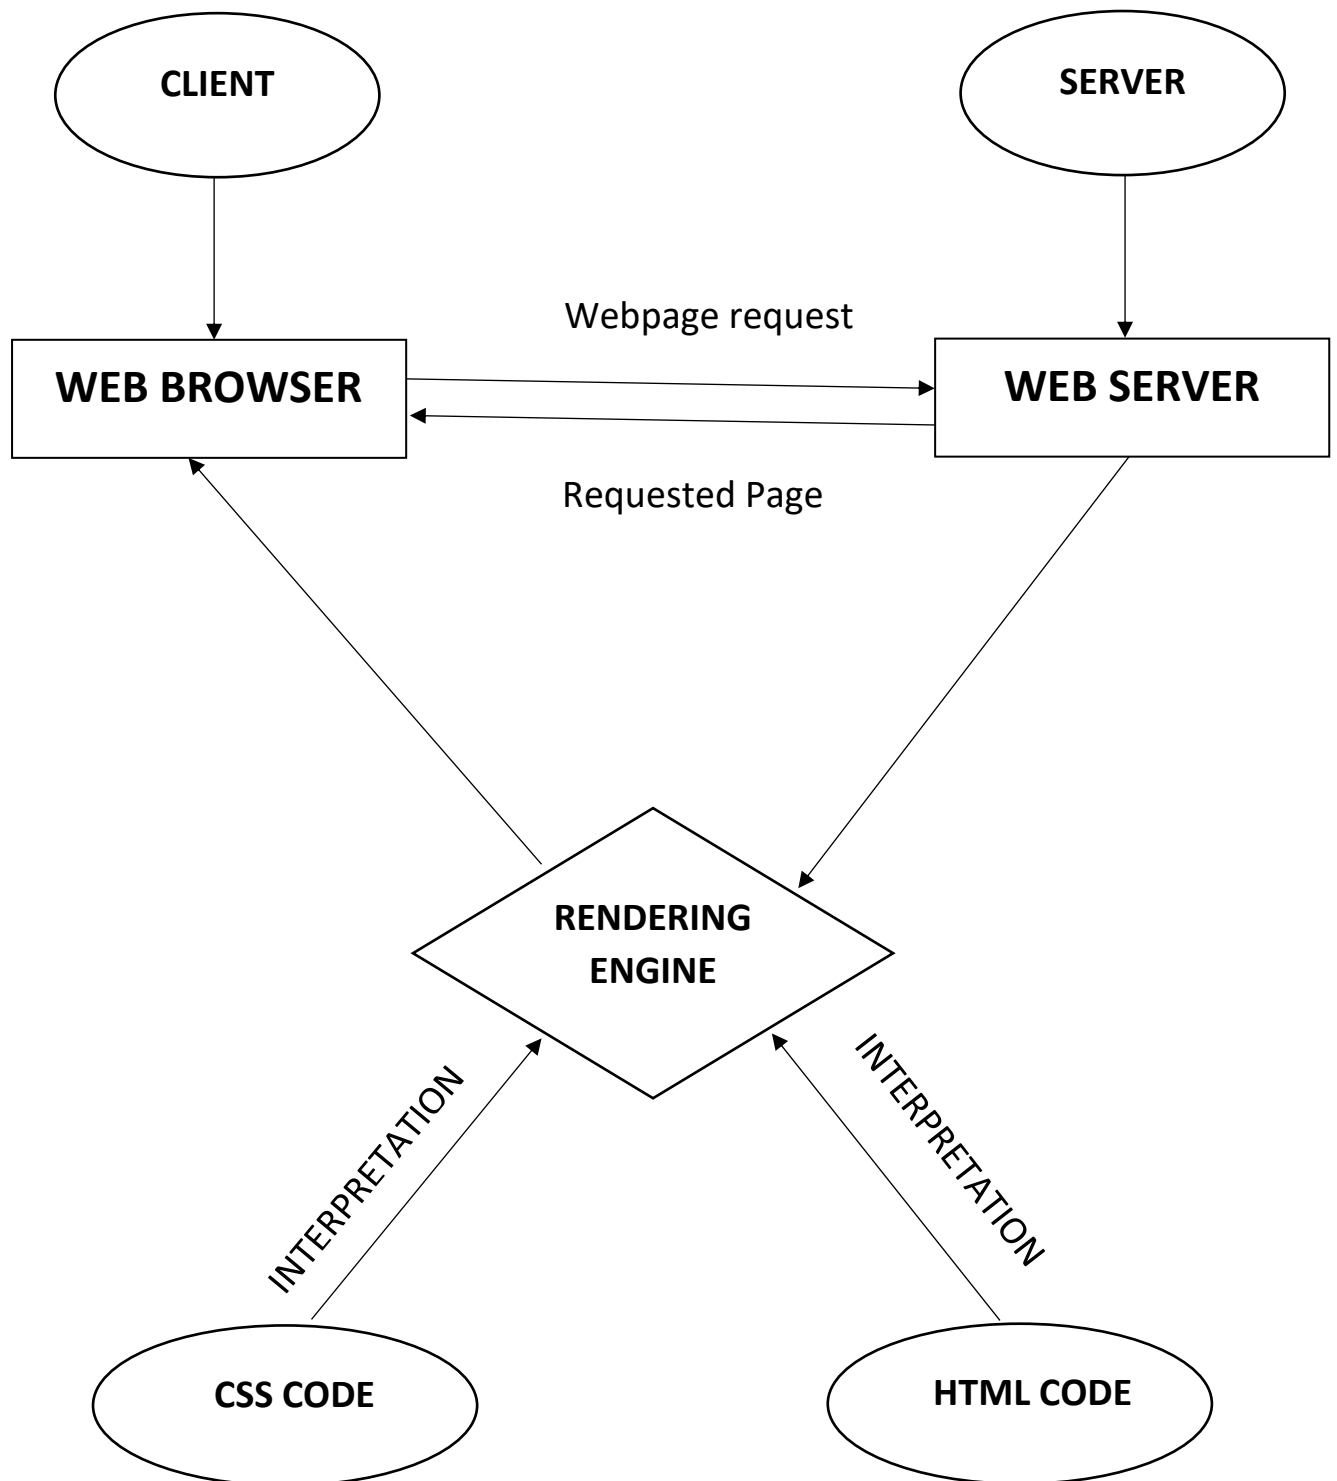 CLIENT
SERVER
Webpage request
WEB BROWSER
WEB SERVER
Requested Page
RENDERING
ENGINE
INTERPRETATION
INTERPRETATION
CSS CODE
HTML CODE